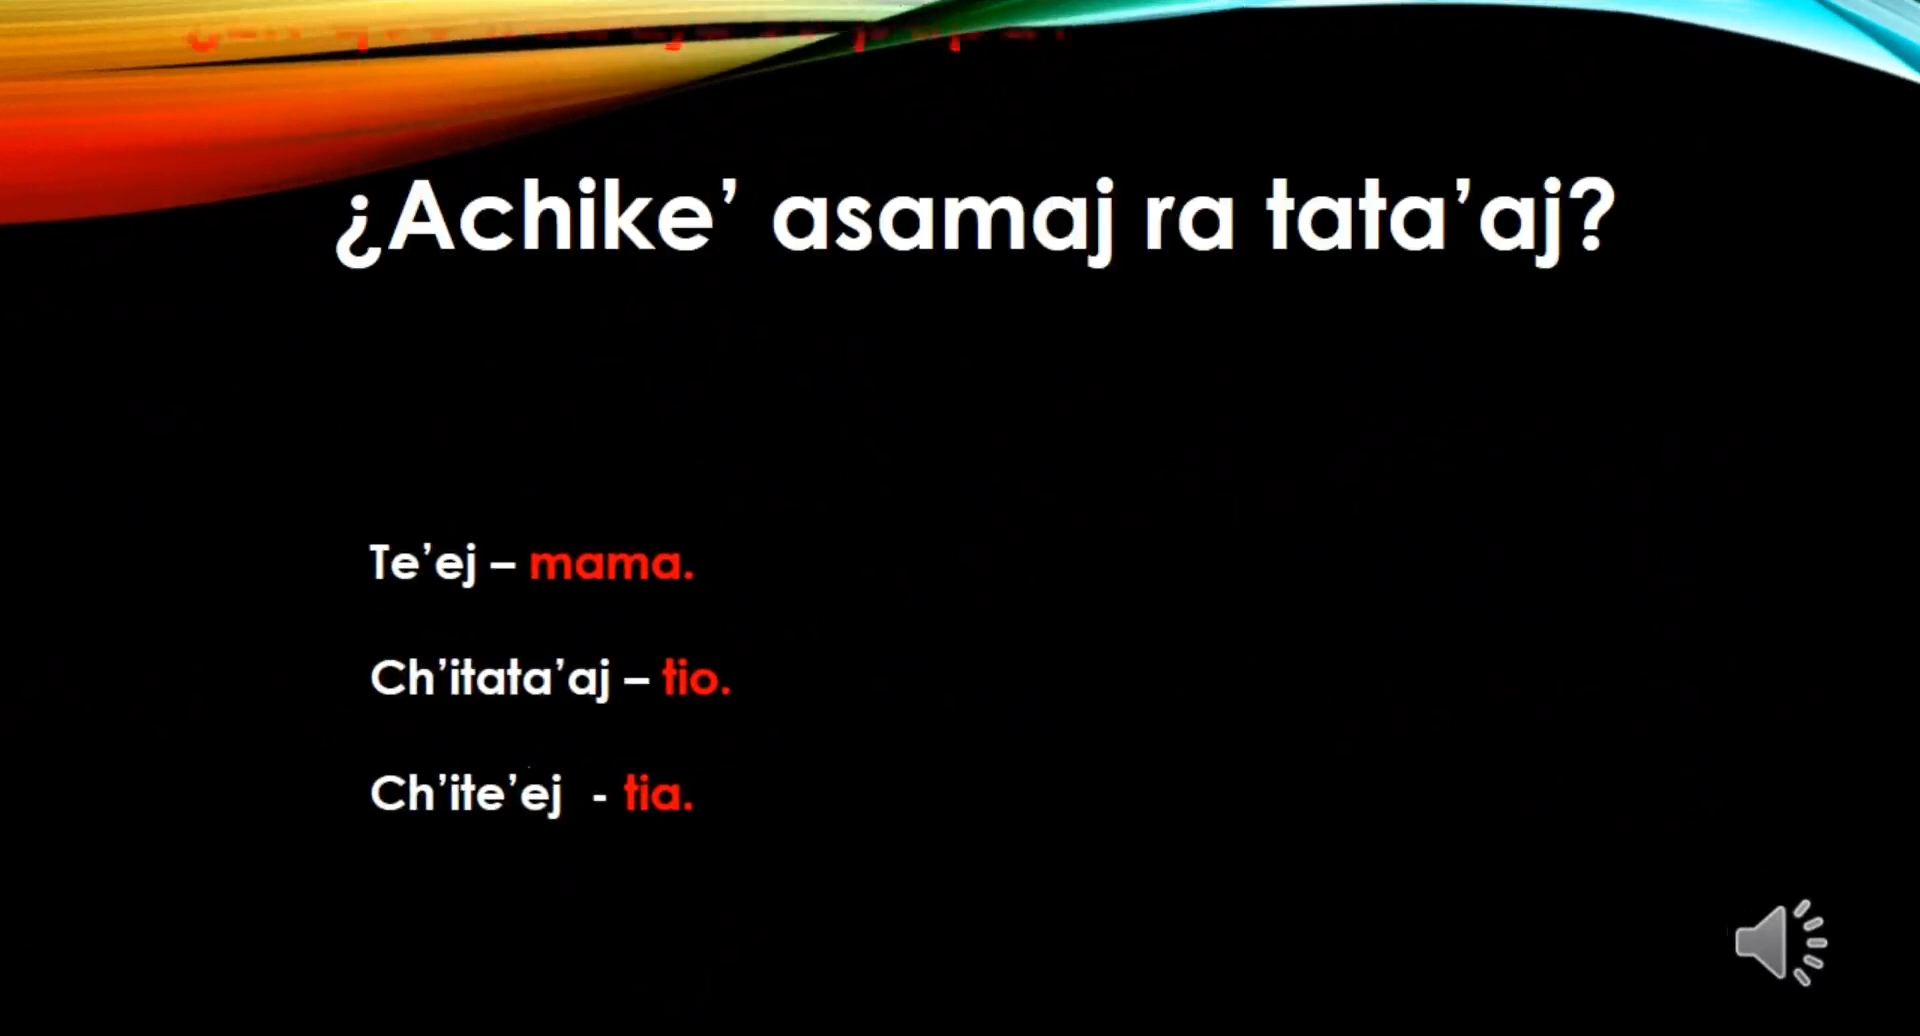 ¿Achike’ asamaj ra tata’aj?
Te’ej – mama.
Ch’itata’aj – tio.
Ch’ite’ej - tia.